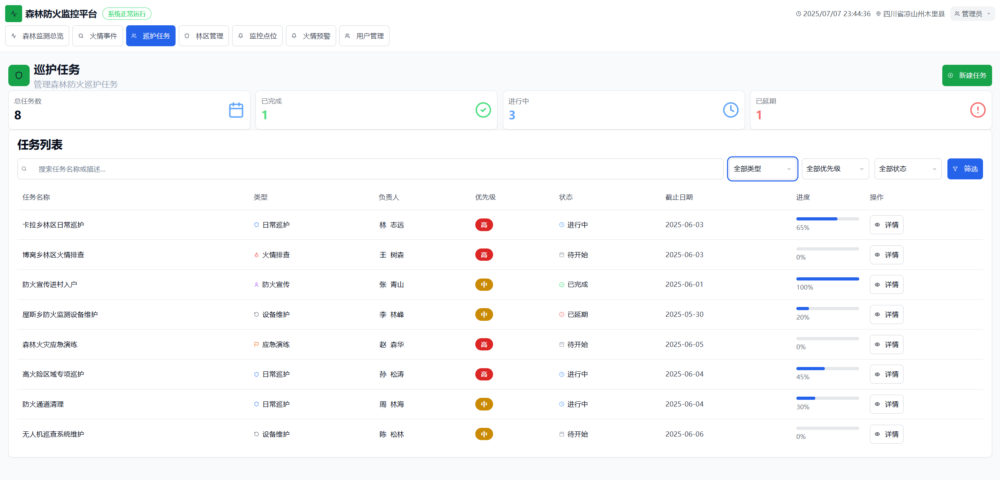 森林防火监控平台 系统正常运行 2025/07/07 23:44:36 四川省凉山州木里县 管理员
森林监测总览 火情事件 巡护任务 林区管理 监控点位 火情预警 用户管理
巡护任务
管理森林防火巡护任务
新建任务
总任务数 已完成 进行中 已延期
8 1 3 1
任务列表
搜索任务名称或描述... 全部类型 全部优先级 全部状态 筛选
任务名称 类型 负责人 优先级 状态 截止日期 进度 操作
卡拉乡林区日常巡护 日常巡护 林 志远 高 进行中 2025-06-03 65% 详情
博窝乡林区火情排查 火情排查 王 树森 高 待开始 2025-06-03 0% 详情
防火宣传进村入户 防火宣传 张 青山 中 已完成 2025-06-01 100% 详情
屋斯乡防火监测设备维护 设备维护 李 林峰 中 已延期 2025-05-30 20% 详情
森林火灾应急演练 应急演练 赵 森华 高 待开始 2025-06-05 0% 详情
高火险区域专项巡护 日常巡护 孙 松涛 高 进行中 2025-06-04 45% 详情
防火通道清理 日常巡护 周 林海 中 进行中 2025-06-04 30% 详情
无人机巡查系统维护 设备维护 陈 松林 中 待开始 2025-06-06 0% 详情